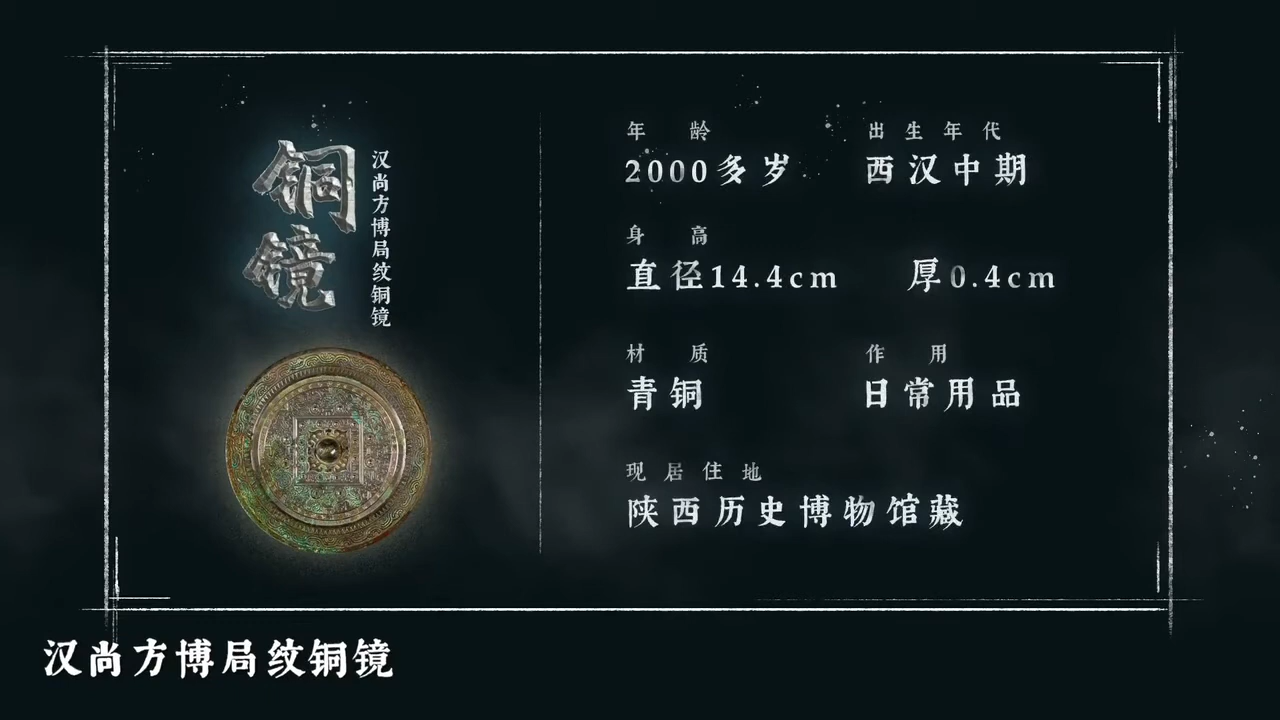 铜镜
汉尚方博局纹铜镜
年龄
2000多岁
出生年代
西汉中期
身高
直径14.4cm 厚0.4cm
材质
青铜
作用
日常用品
现居住地
陕西历史博物馆藏
汉尚方博局纹铜镜